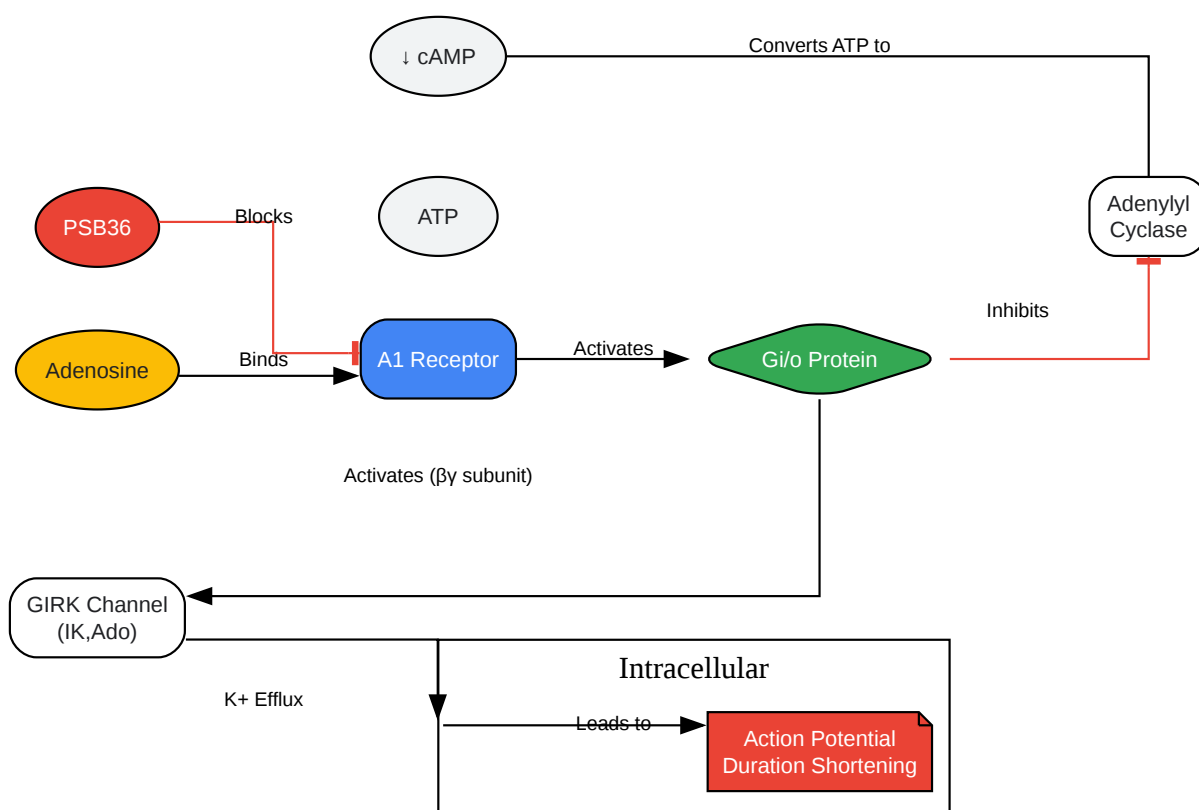 ↓ cAMP
Converts ATP to
PSB36
Blocks
ATP
Adenylyl
Cyclase
Inhibits
Adenosine
Binds
A1 Receptor
Activates
Gi/o Protein
Activates (βγ subunit)
GIRK Channel
(IK,Ado)
K+ Efflux
Intracellular
Leads to
Action Potential
Duration Shortening